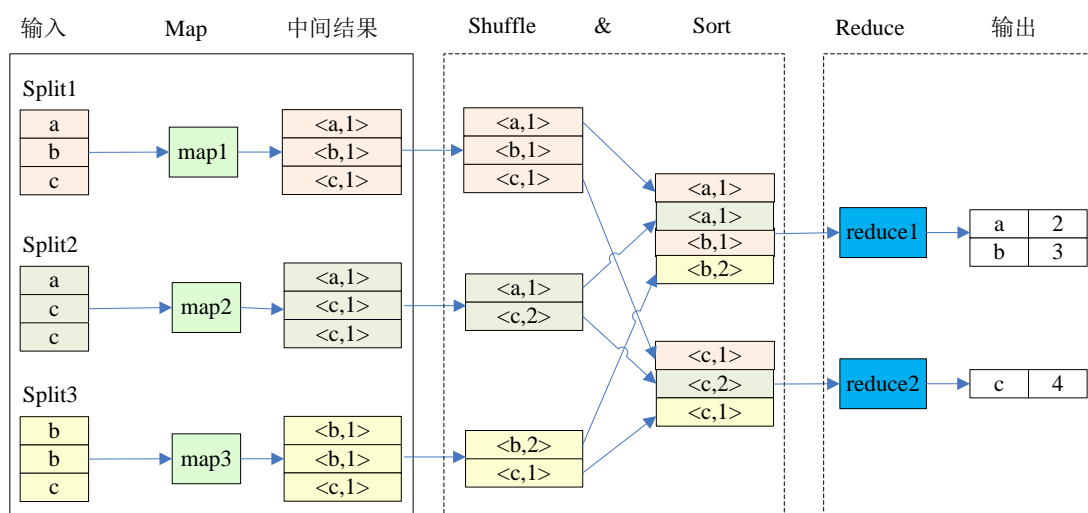 输入 Map 中间结果 Shuffle & Sort Reduce 输出
Split1
a
b
c
map1
<a,1>
<b,1>
<c,1>
<a,1>
<b,1>
<c,1>
Split2
a
c
c
map2
<a,1>
<c,1>
<c,1>
<a,1>
<c,2>
Split3
b
b
c
map3
<b,1>
<b,1>
<c,1>
<b,2>
<c,1>
<a,1>
<a,1>
<b,1>
<b,2>
<c,1>
<c,2>
<c,1>
reduce1
a 2
b 3
reduce2
c 4